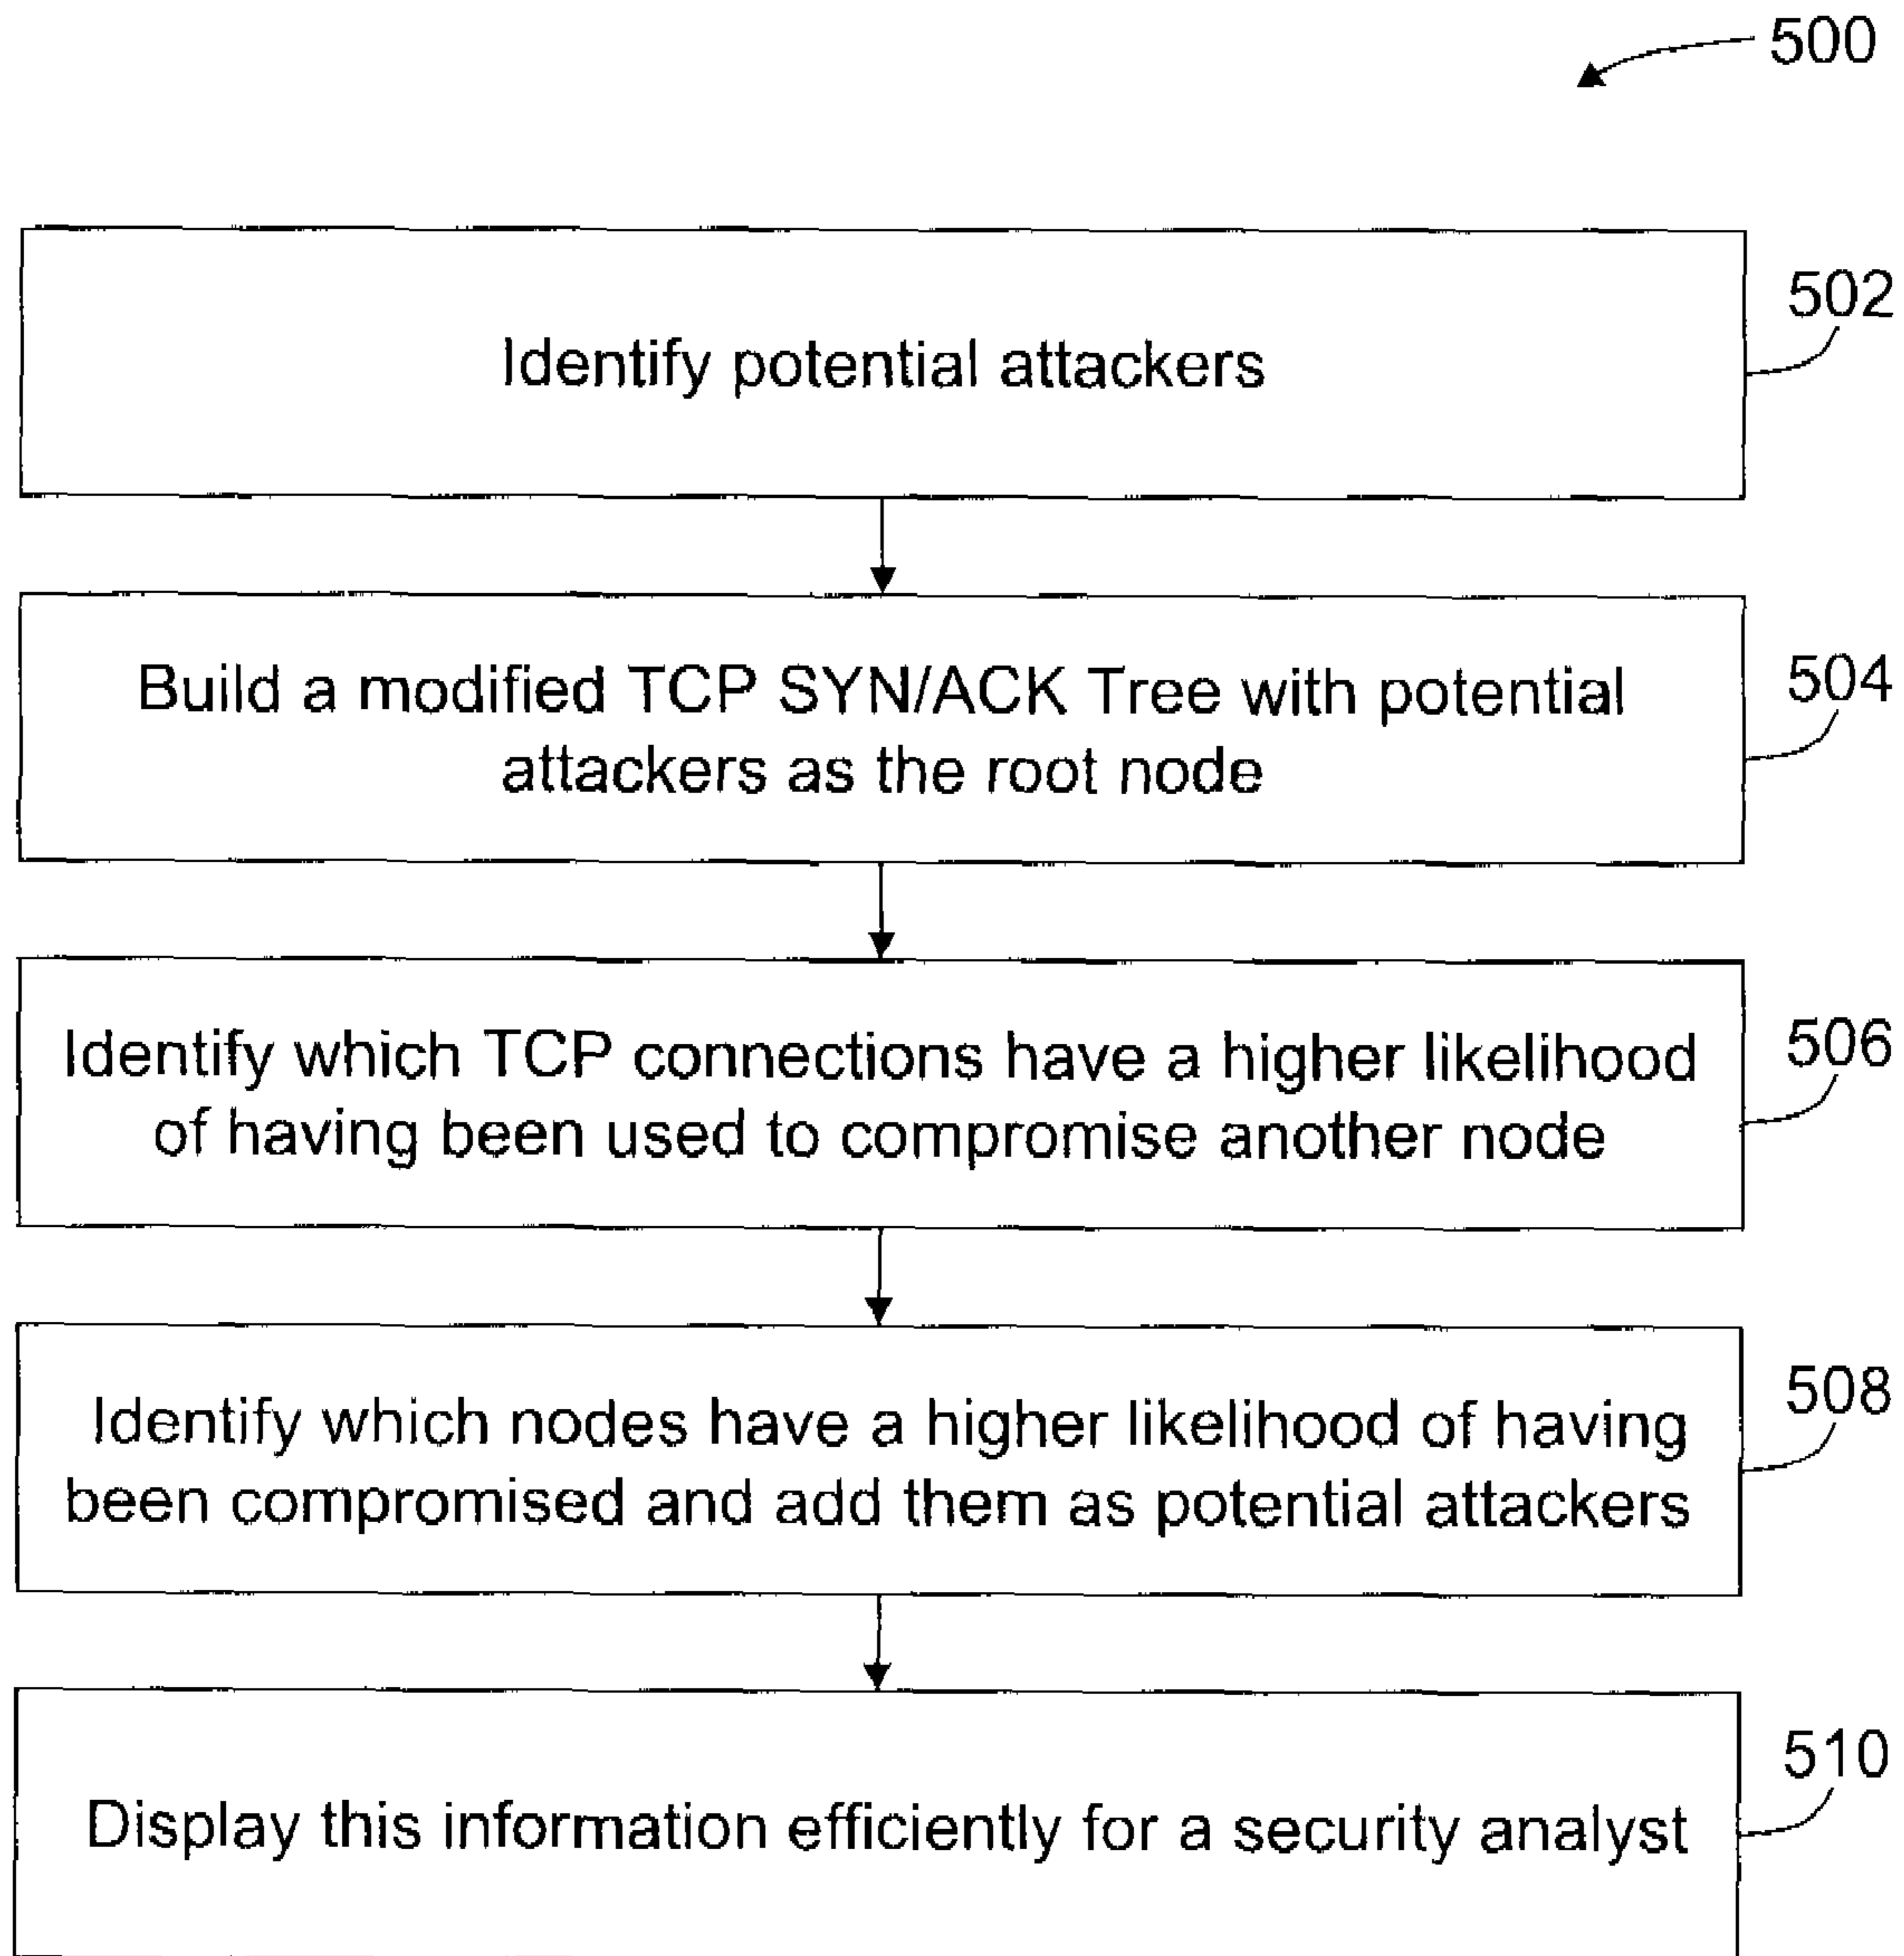 500
Identify potential attackers
502
Build a modified TCP SYN/ACK Tree with potential
attackers as the root node
504
Identify which TCP connections have a higher likelihood
of having been used to compromise another node
506
Identify which nodes have a higher likelihood of having
been compromised and add them as potential attackers
508
Display this information efficiently for a security analyst
510